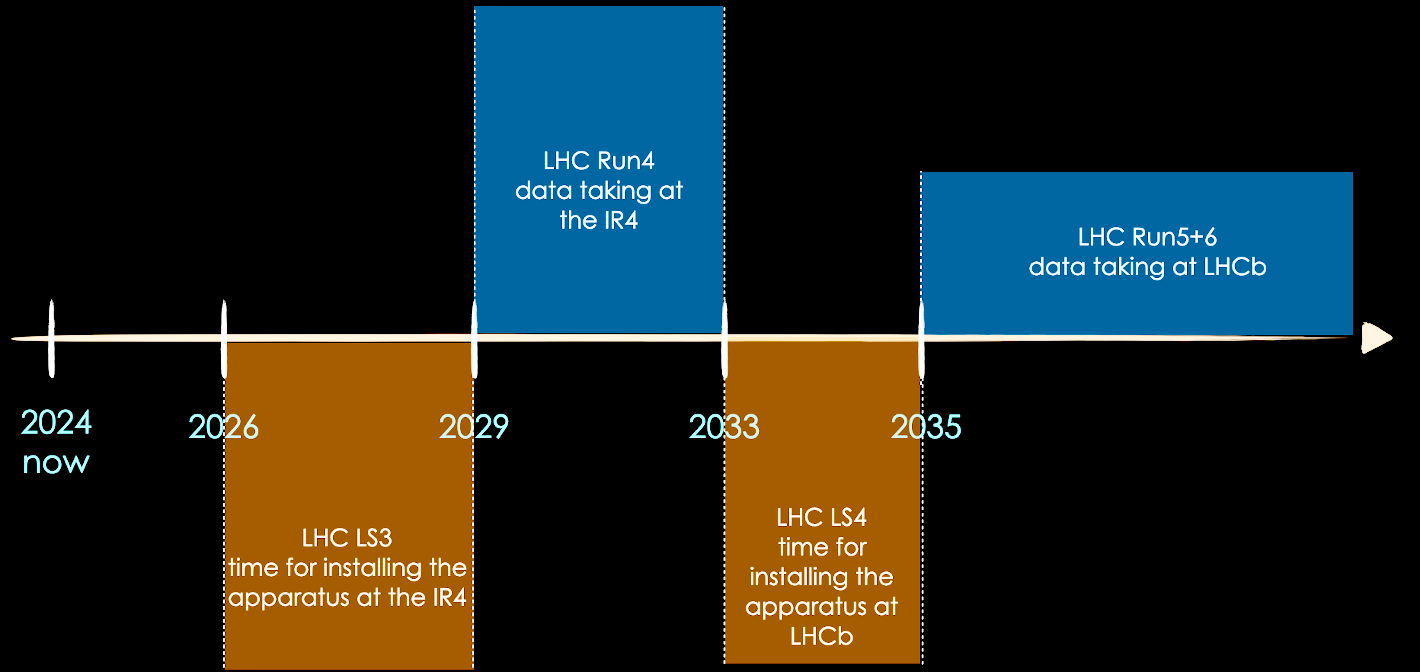 LHC Run4
data taking at
the IR4
LHC Run5+6
data taking at LHCb
2024
now
2026
2029
2033
2035
LHC LS3
time for installing the
apparatus at the IR4
LHC LS4
time for
installing the
apparatus at
LHCb